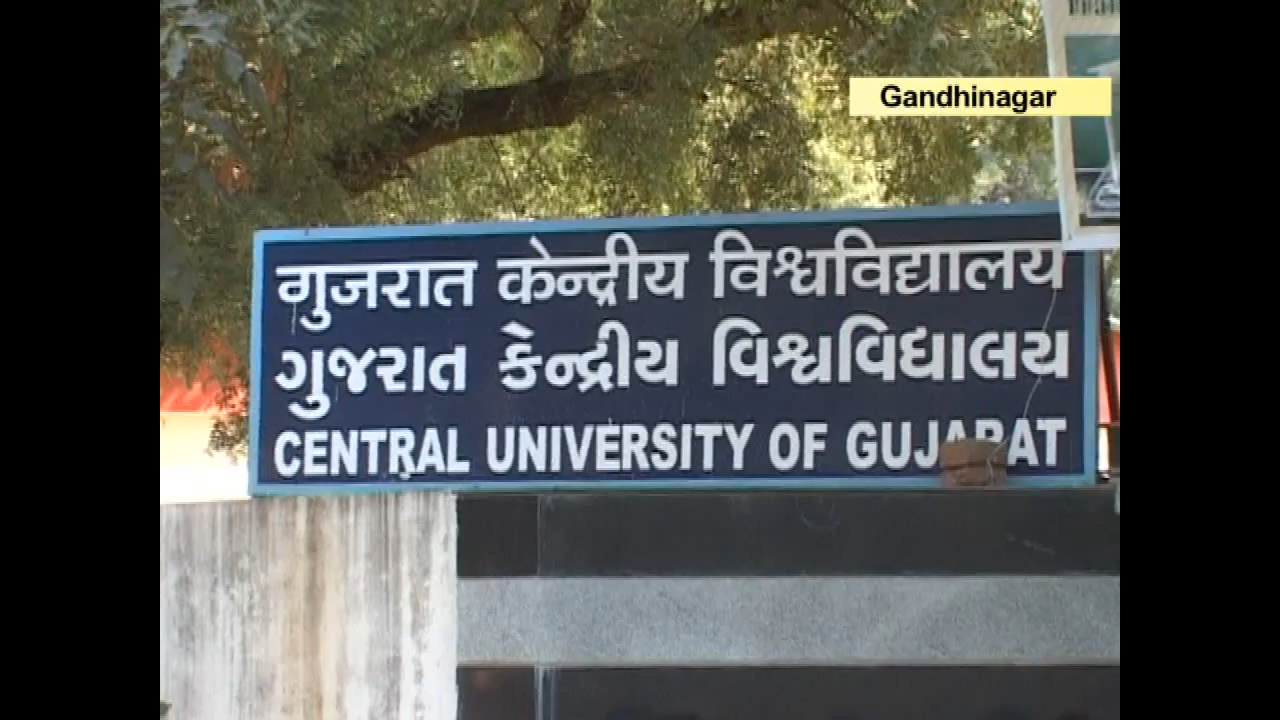 Gandhinagar
गुजरात केन्द्रीय विश्वविद्यालय
ગુજરાત કેન્દ્રીય વિશ્વવિદ્યાલય
CENTRAL UNIVERSITY OF GUJARAT